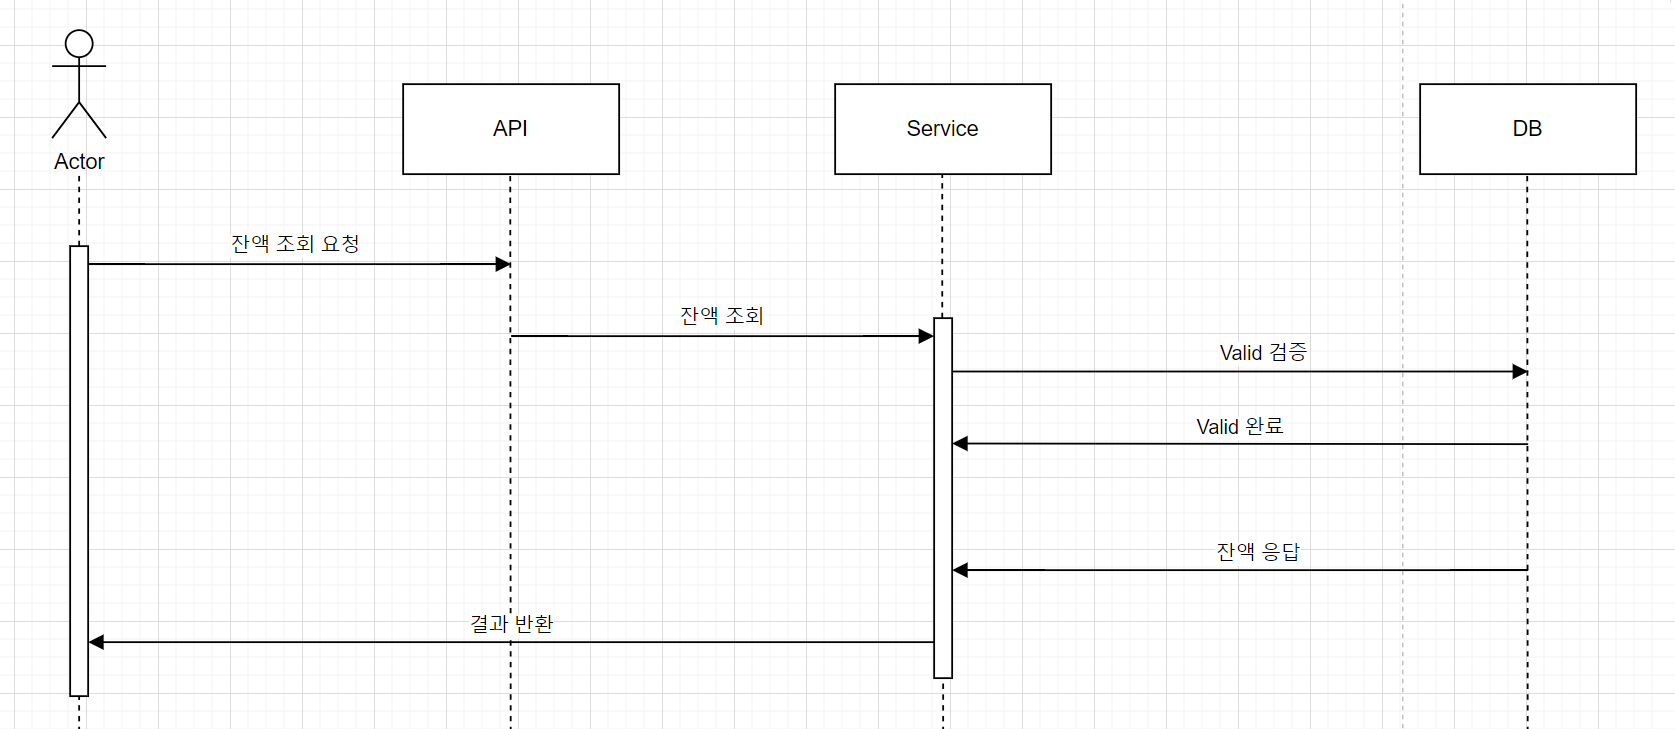 Actor
API
Service
DB
잔액 조회 요청
잔액 조회
Valid 검증
Valid 완료
잔액 응답
결과 반환